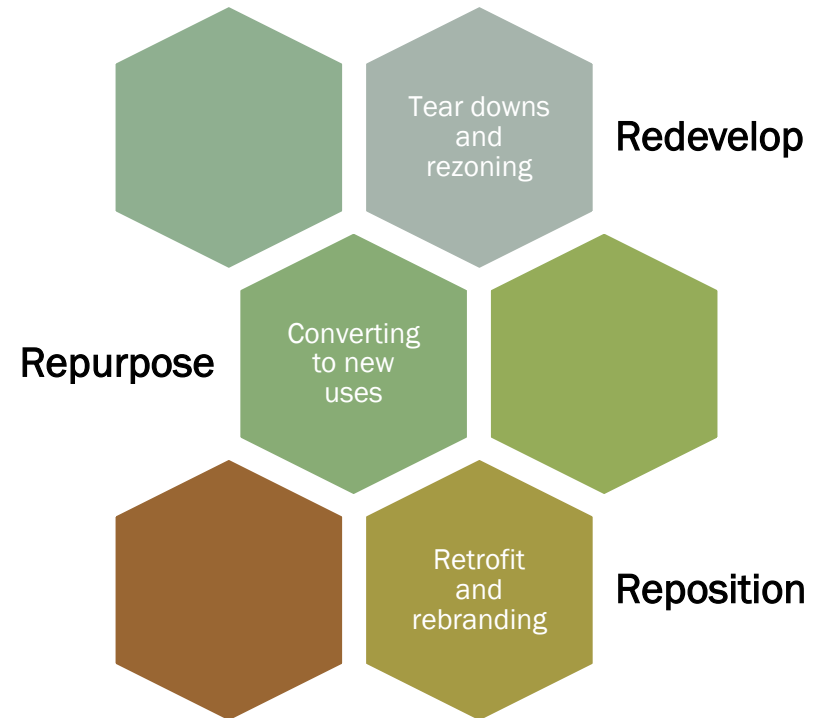 Tear downs
and
rezoning
Redevelop
Repurpose
Converting
to new
uses
Retrofit
and
rebranding
Reposition